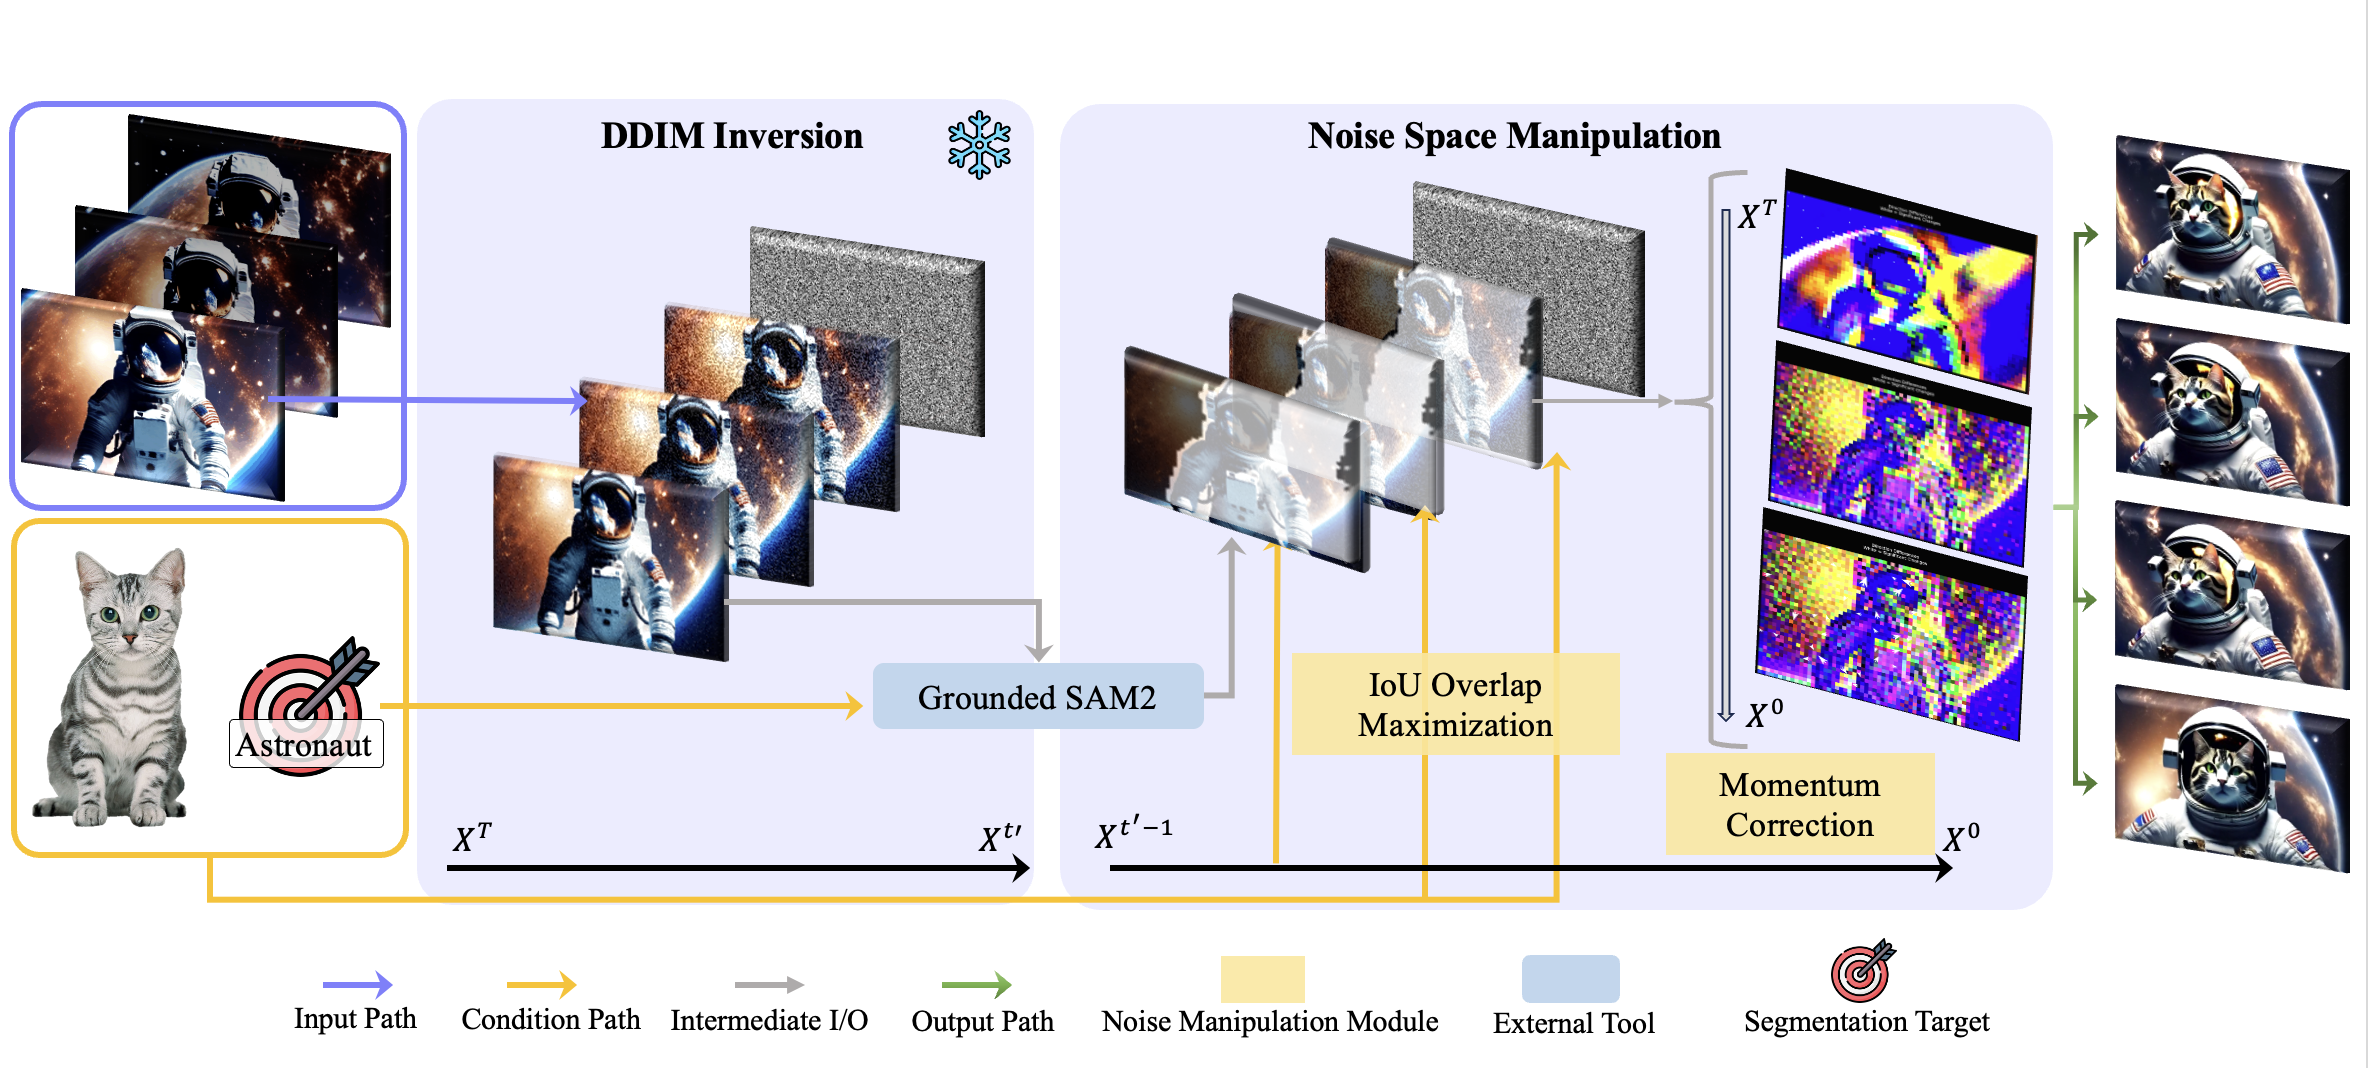 DDIM Inversion
Noise Space Manipulation
X^T
Astronaut
Grounded SAM2
IoU Overlap
Maximization
X^0
Momentum
Correction
X^T
X^t′
X^t′−1
X^0
Input Path
Condition Path
Intermediate I/O
Output Path
Noise Manipulation Module
External Tool
Segmentation Target